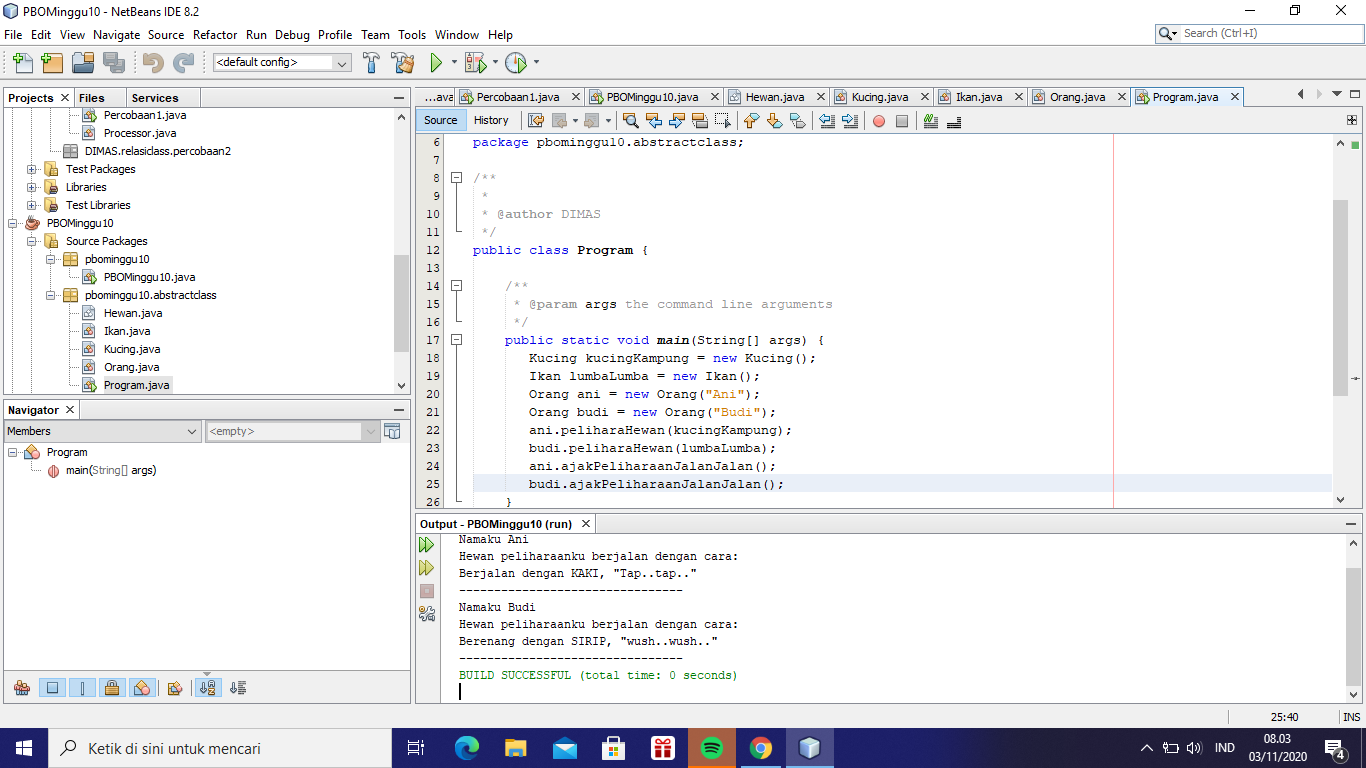 PBOMinggu10 - NetBeans IDE 8.2
File Edit View Navigate Source Refactor Run Debug Profile Team Tools Window Help
Search (Ctrl+I)
<default config>
Projects Files Services
Percobaan1.java
Processor.java
DIMAS.relasiclass.percobaan2
Test Packages
Libraries
Test Libraries
PBOMinggu10
Source Packages
pbominggu10
PBOMinggu10.java
pbominggu10.abstractclass
Hewan.java
Ikan.java
Kucing.java
Orang.java
Program.java
Navigator
Members <empty>
Program
main(String[] args)
...ava Percobaan1.java PBOMinggu10.java Hewan.java Kucing.java Ikan.java Orang.java Program.java
Source History
6 package pbominggu10.abstractclass;
7
8 /**
9 *
10 * @author DIMAS
11 */
12 public class Program {
13
14 /**
15 * @param args the command line arguments
16 */
17 public static void main(String[] args) {
18 Kucing kucingKampung = new Kucing();
19 Ikan lumbaLumba = new Ikan();
20 Orang ani = new Orang("Ani");
21 Orang budi = new Orang("Budi");
22 ani.peliharaHewan(kucingKampung);
23 budi.peliharaHewan(lumbaLumba);
24 ani.ajakPeliharaanJalanJalan();
25 budi.ajakPeliharaanJalanJalan();
26 }
Output - PBOMinggu10 (run)
Namaku Ani
Hewan peliharaanku berjalan dengan cara:
Berjalan dengan KAKI, "Tap..tap.."
--------------------------------
Namaku Budi
Hewan peliharaanku berjalan dengan cara:
Berenang dengan SIRIP, "wush..wush.."
--------------------------------
BUILD SUCCESSFUL (total time: 0 seconds)
25:40 INS
Ketik di sini untuk mencari
IND
08.03
03/11/2020
4